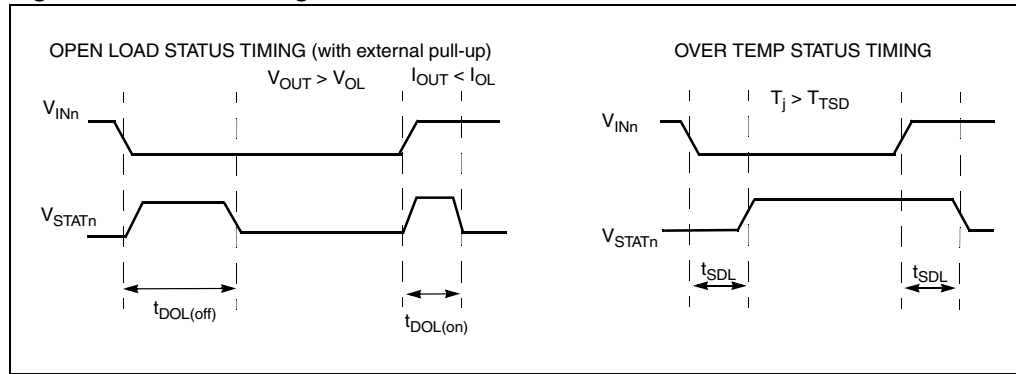 OPEN LOAD STATUS TIMING (with external pull-up)
V_OUT > V_OL
I_OUT < I_OL
V_INn
V_STATn
t_DOL(off)
t_DOL(on)
OVER TEMP STATUS TIMING
T_j > T_TSD
V_INn
V_STATn
t_SDL
t_SDL